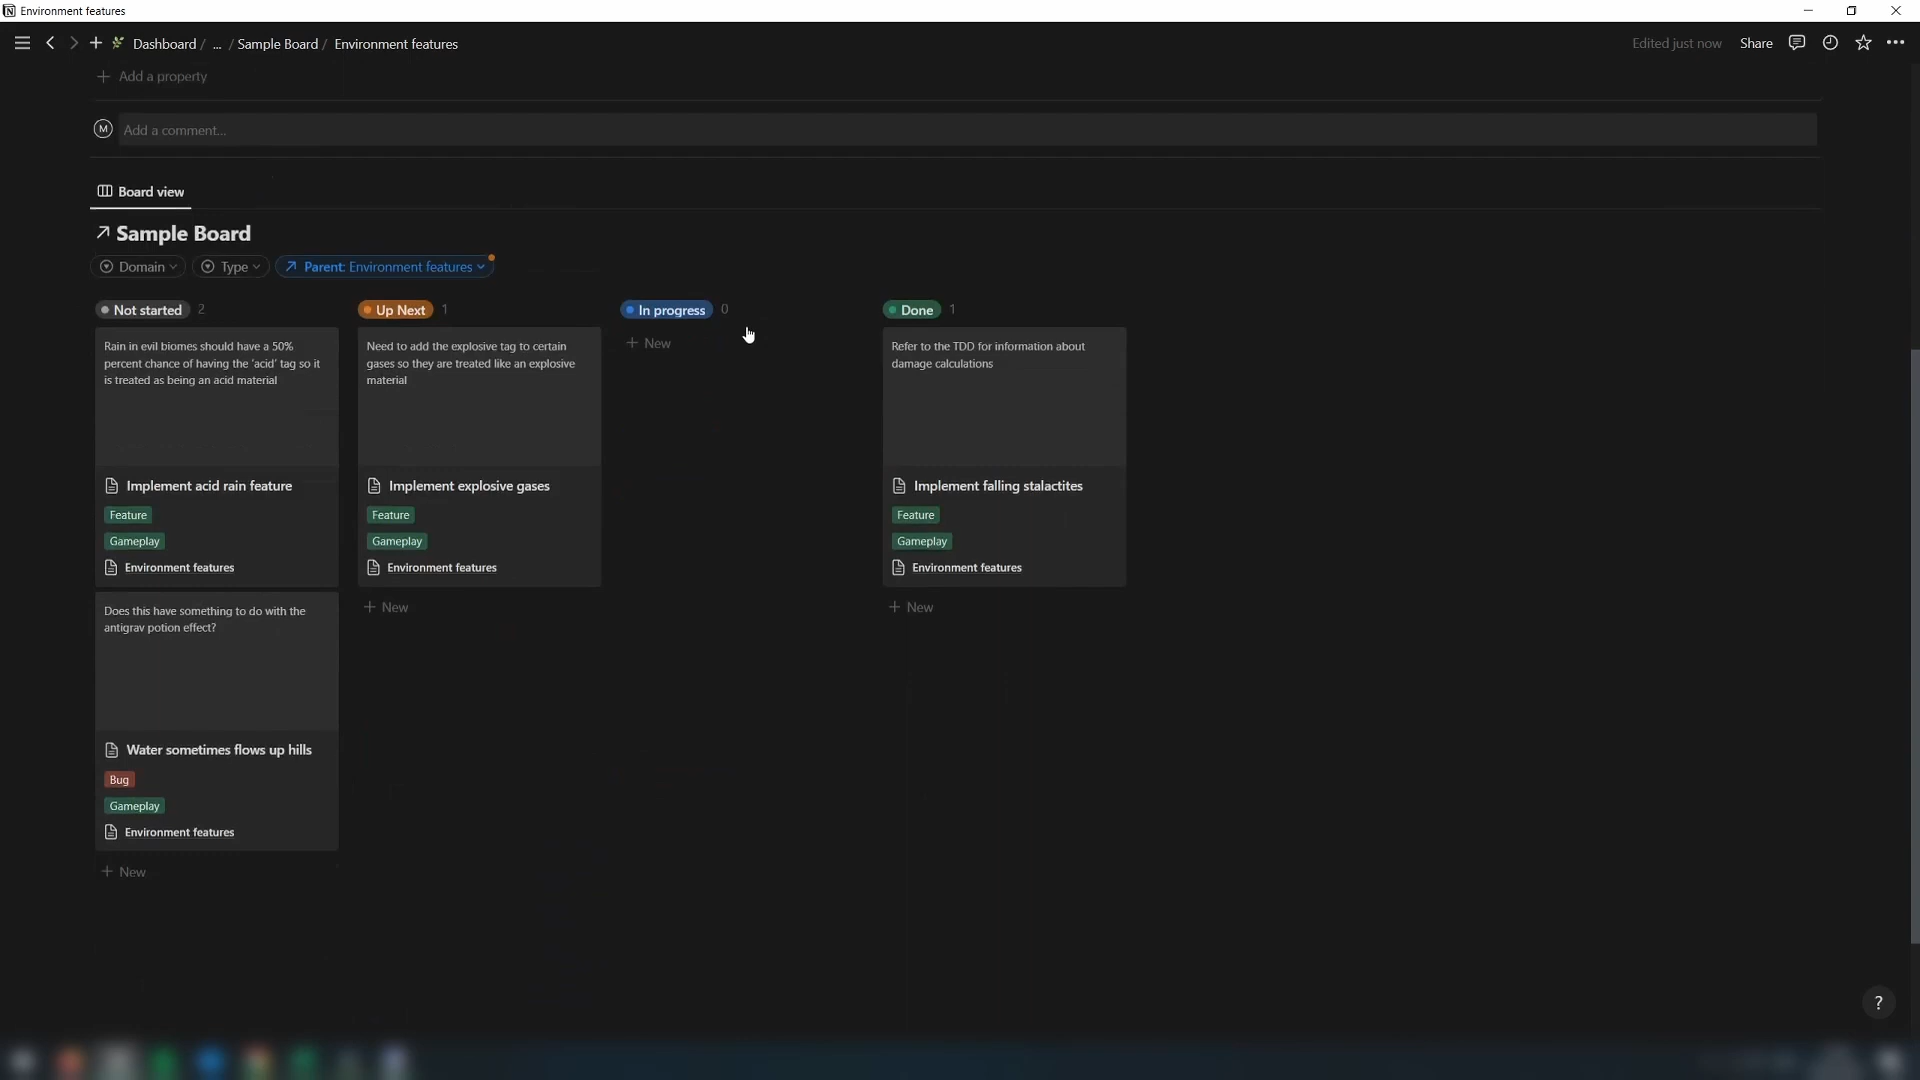 Environment features
Dashboard / ... / Sample Board / Environment features
Edited just now
Share
+ Add a property
M
Add a comment...
Board view
↗ Sample Board
Domain
Type
↗ Parent: Environment features
Not started 2
Up Next 1
In progress 0
Done 1
Rain in evil biomes should have a 50%
percent chance of having the 'acid' tag so it
is treated as being an acid material
Implement acid rain feature
Feature
Gameplay
Environment features
Does this have something to do with the
antigrav potion effect?
Water sometimes flows up hills
Bug
Gameplay
Environment features
+ New
Need to add the explosive tag to certain
gases so they are treated like an explosive
material
Implement explosive gases
Feature
Gameplay
Environment features
+ New
+ New
Refer to the TDD for information about
damage calculations
Implement falling stalactites
Feature
Gameplay
Environment features
+ New
?